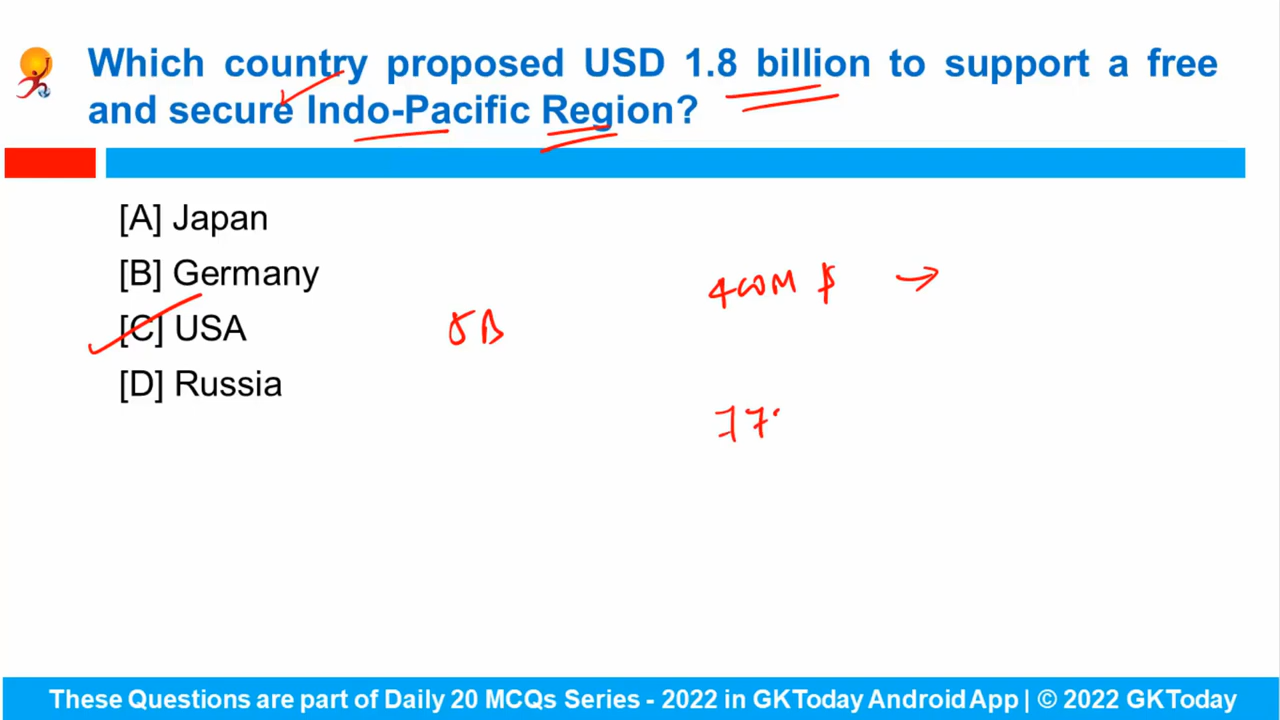 Which country proposed USD 1.8 billion to support a free
and secure Indo-Pacific Region?
[A] Japan
[B] Germany
400M $ →
[C] USA
5B
[D] Russia
These Questions are part of Daily 20 MCQs Series - 2022 in GKToday Android App | © 2022 GKToday